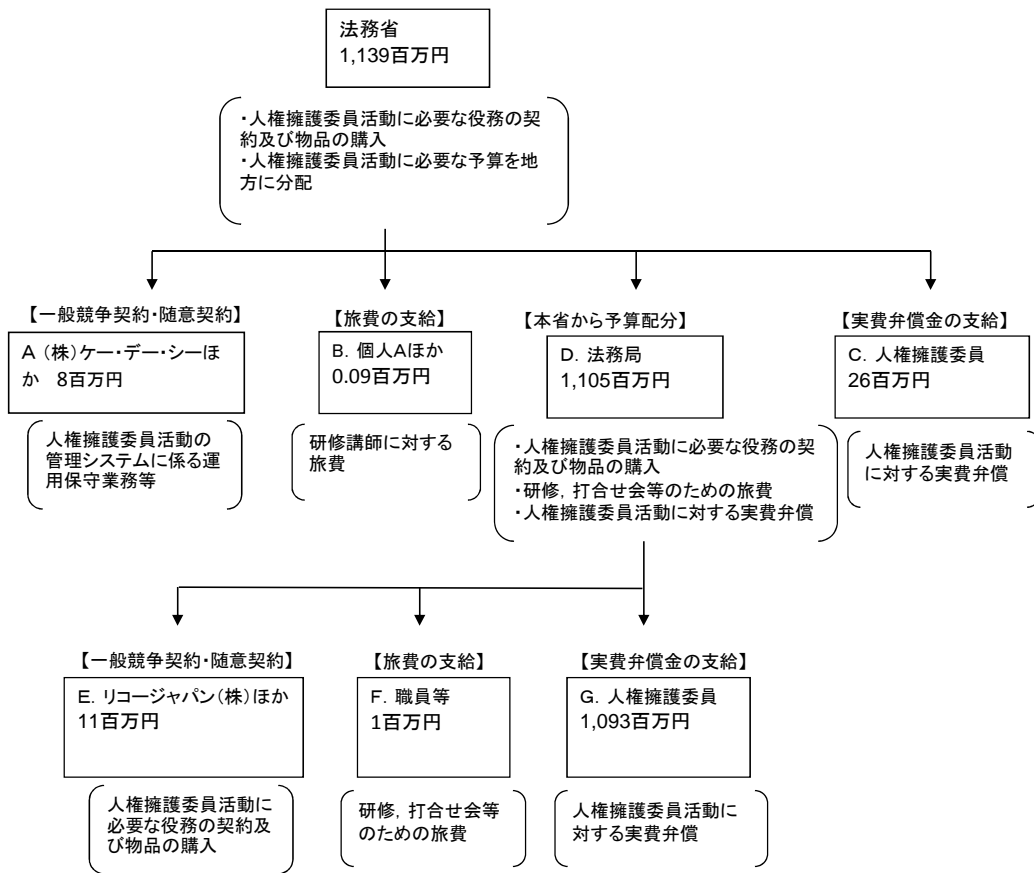 法務省
1,139百万円
・人権擁護委員活動に必要な役務の契
約及び物品の購入
・人権擁護委員活動に必要な予算を地
方に分配
【一般競争契約・随意契約】
A (株)ケー・デー・シーほ
か 8百万円
人権擁護委員活動の
管理システムに係る運
用保守業務等
【旅費の支給】
B. 個人Aほか
0.09百万円
研修講師に対する
旅費
【本省から予算配分】
D. 法務局
1,105百万円
・人権擁護委員活動に必要な役務の契
約及び物品の購入
・研修, 打合せ会等のための旅費
・人権擁護委員活動に対する実費弁償
【実費弁償金の支給】
C. 人権擁護委員
26百万円
人権擁護委員活動
に対する実費弁償
【一般競争契約・随意契約】
E. リコージャパン(株)ほか
11百万円
人権擁護委員活動に
必要な役務の契約及
び物品の購入
【旅費の支給】
F. 職員等
1百万円
研修, 打合せ会等
のための旅費
【実費弁償金の支給】
G. 人権擁護委員
1,093百万円
人権擁護委員活動に
対する実費弁償